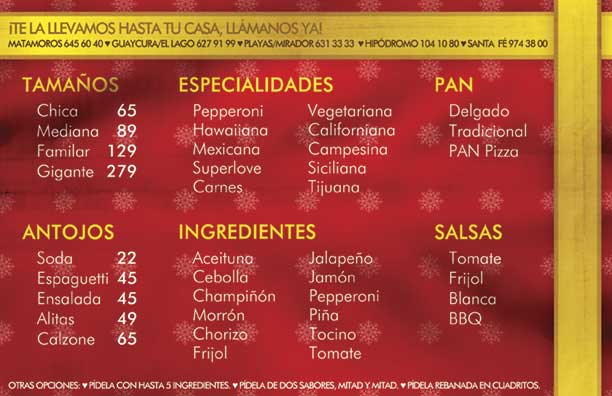 ¡TE LA LLEVAMOS HASTA TU CASA, LLÁMANOS YA!
MATAMOROS 645 60 40 ♥ GUAYCURA/EL LAGO 627 91 99 ♥ PLAYAS/MIRADOR 631 33 33 ♥ HIPÓDROMO 104 10 80 ♥ SANTA FÉ 974 38 00
TAMAÑOS
Chica 65
Mediana 89
Familar 129
Gigante 279
ESPECIALIDADES
Pepperoni
Hawaiiana
Mexicana
Superlove
Carnes
Vegetariana
Californiana
Campesina
Siciliana
Tijuana
PAN
Delgado
Tradicional
PAN Pizza
ANTOJOS
Soda 22
Espaguetti 45
Ensalada 45
Alitas 49
Calzone 65
INGREDIENTES
Aceituna
Cebolla
Champiñón
Morrón
Chorizo
Frijol
Jalapeño
Jamón
Pepperoni
Piña
Tocino
Tomate
SALSAS
Tomate
Frijol
Blanca
BBQ
OTRAS OPCIONES: ♥ PÍDELA CON HASTA 5 INGREDIENTES. ♥ PÍDELA DE DOS SABORES, MITAD Y MITAD. ♥ PÍDELA REBANADA EN CUADRITOS.